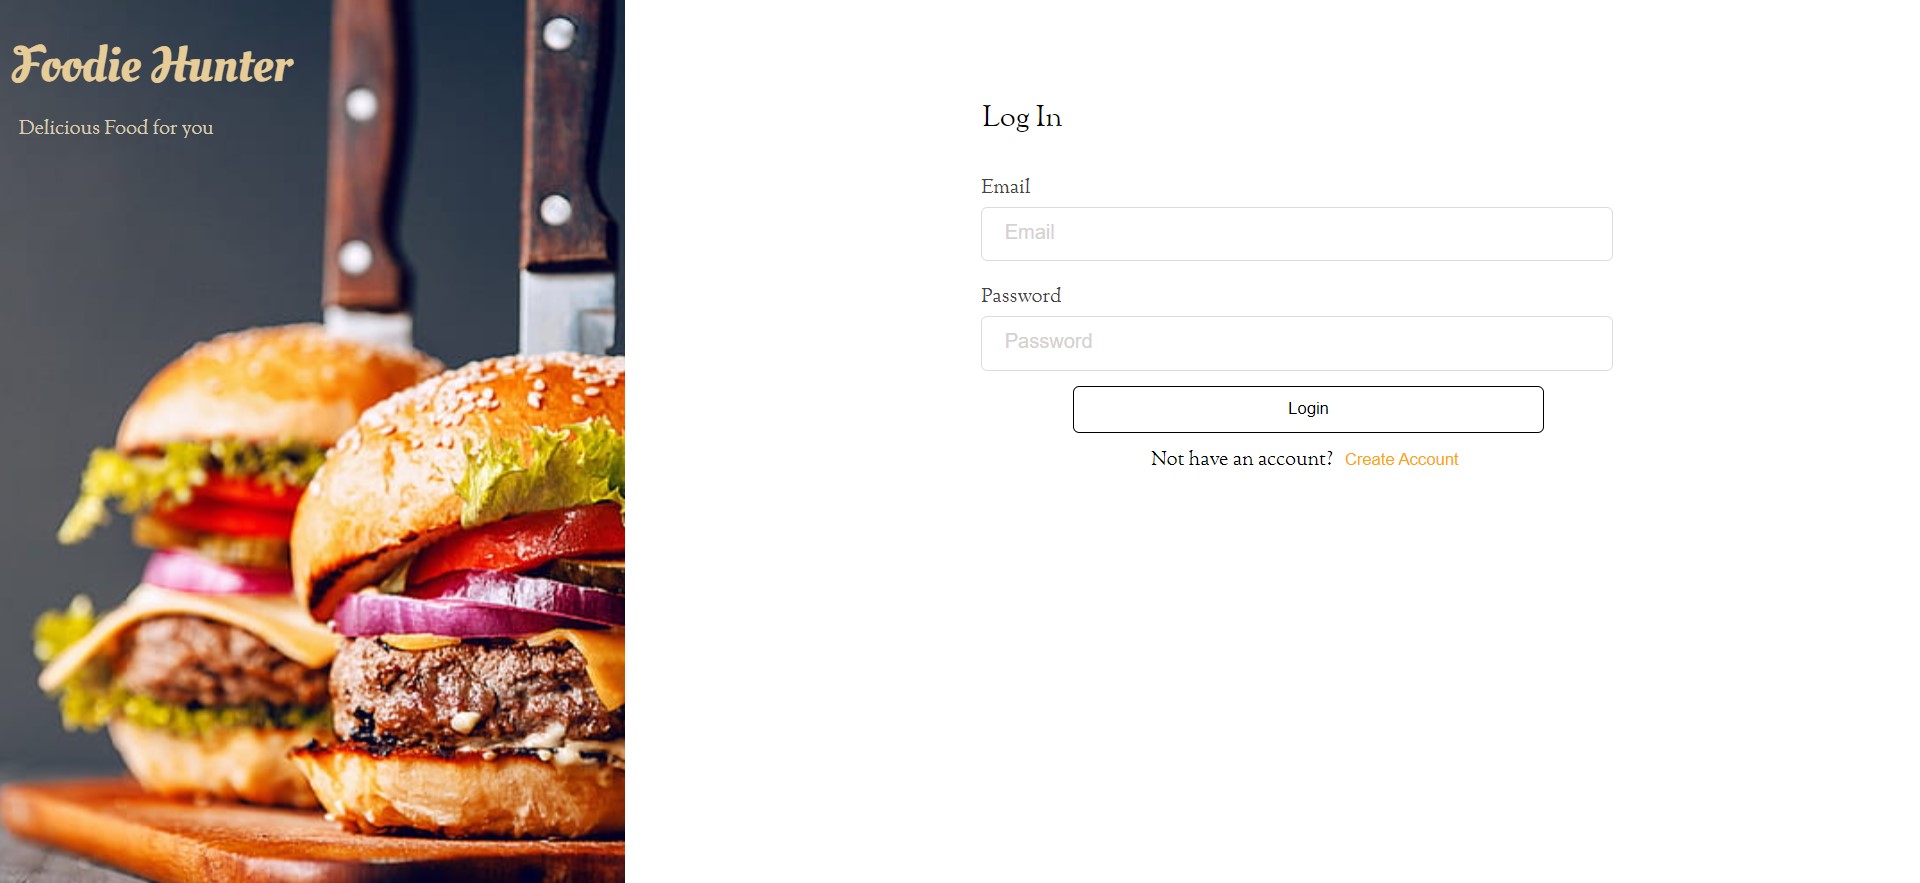 Foodie Hunter
Delicious Food for you
Log In
Email
Email
Password
Password
Login
Not have an account? Create Account